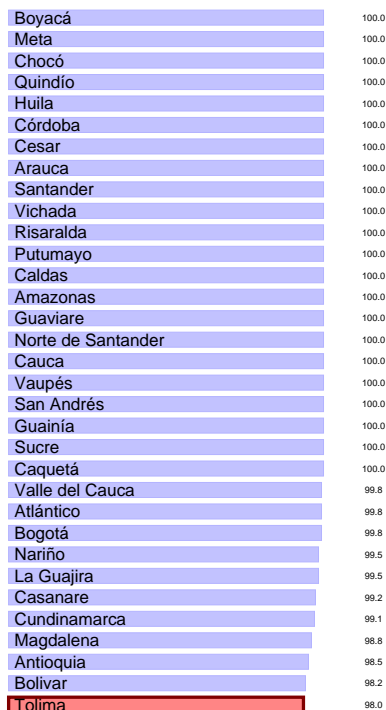 Boyacá 100.0
Meta 100.0
Chocó 100.0
Quindío 100.0
Huila 100.0
Córdoba 100.0
Cesar 100.0
Arauca 100.0
Santander 100.0
Vichada 100.0
Risaralda 100.0
Putumayo 100.0
Caldas 100.0
Amazonas 100.0
Guaviare 100.0
Norte de Santander 100.0
Cauca 100.0
Vaupés 100.0
San Andrés 100.0
Guainía 100.0
Sucre 100.0
Caquetá 100.0
Valle del Cauca 99.8
Atlántico 99.8
Bogotá 99.8
Nariño 99.5
La Guajira 99.5
Casanare 99.2
Cundinamarca 99.1
Magdalena 98.8
Antioquia 98.5
Bolivar 98.2
Tolima 98.0